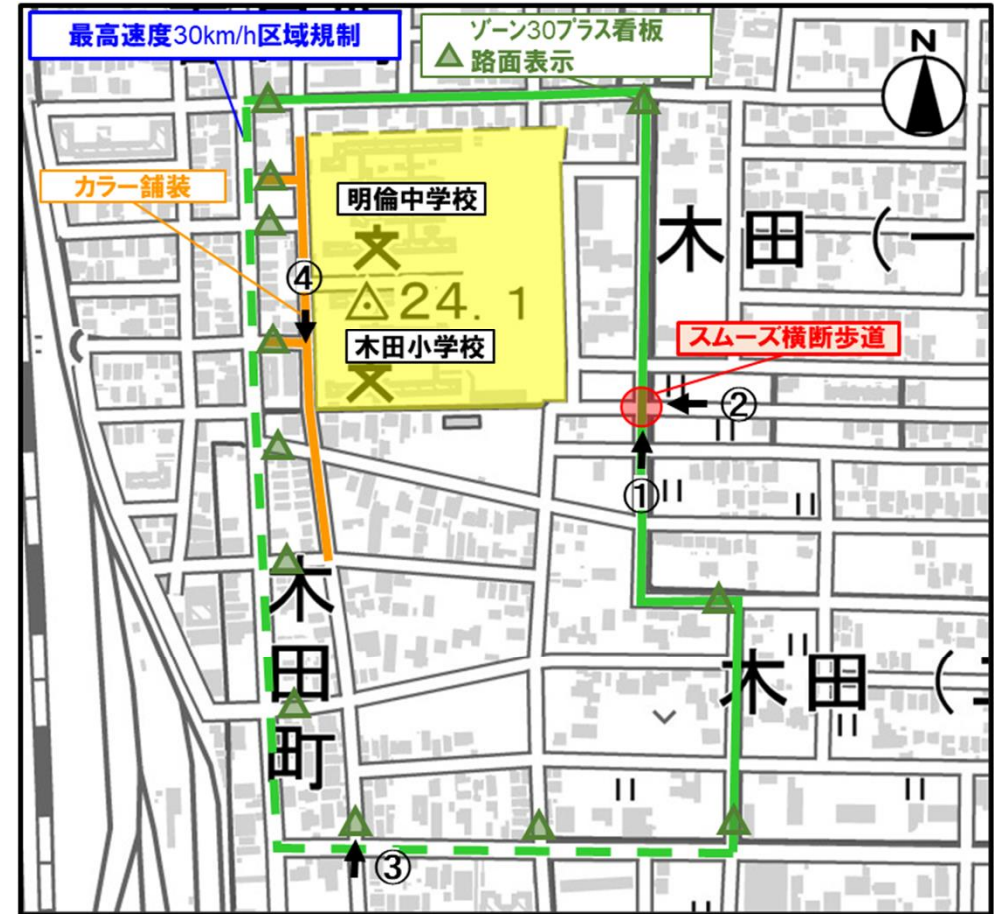 最高速度30km/h区域規制
ゾーン30プラス看板
路面表示
N
カラー舗装
明倫中学校
木田(一
④
24.1
スムーズ横断歩道
木田小学校
②
①
木田町
木田(
③